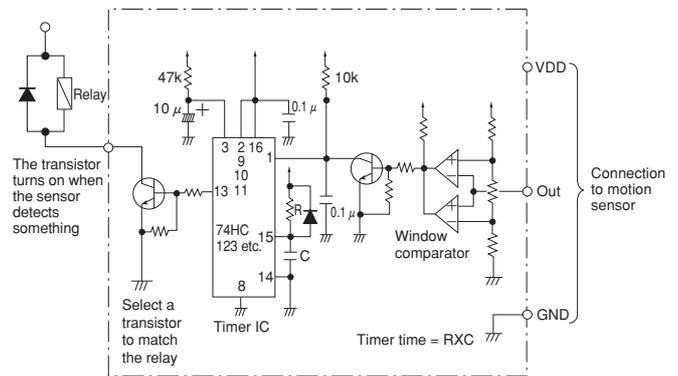 Relay
The transistor
turns on when
the sensor
detects
something
47k
10 μ
+
0.1 μ
10k
3 2 16
9
10
13 11
1
74HC
123 etc.
15
14
8
R
C
0.1 μ
Timer IC
Select a
transistor
to match
the relay
+
−
+
−
Window
comparator
Timer time = RXC
VDD
Out
GND
Connection
to motion
sensor